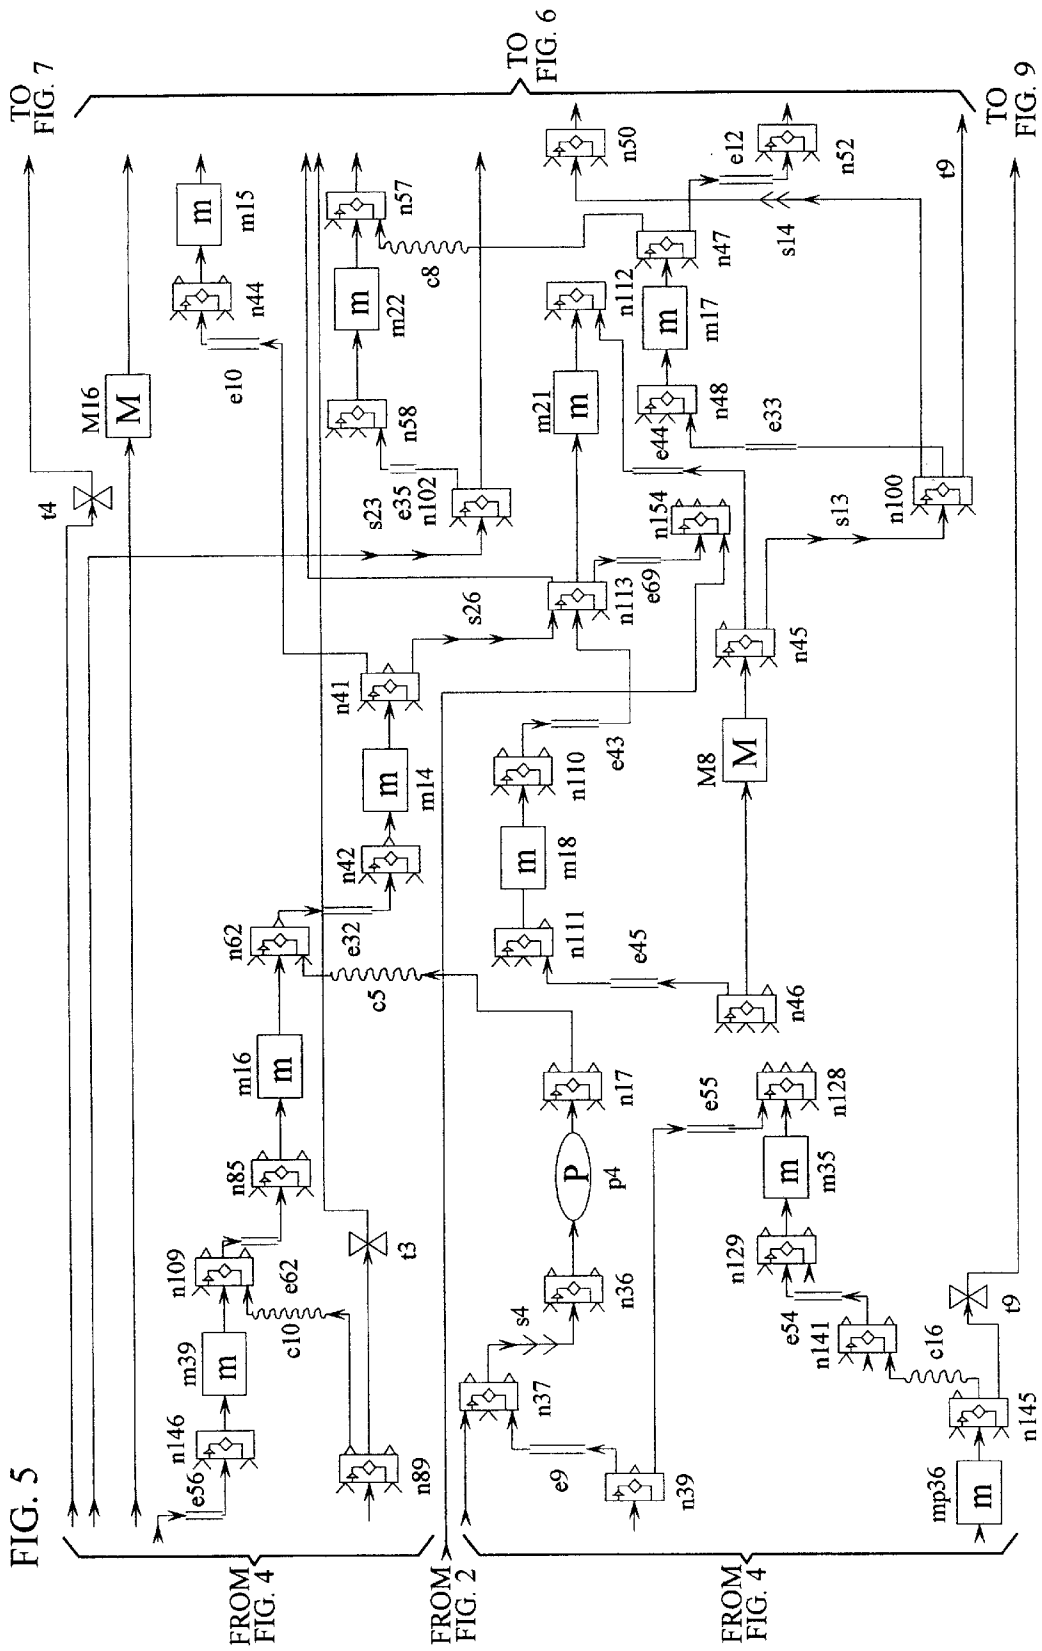 FIG. 5
TO
FIG. 7
TO
FIG. 6
TO
FIG. 9
FROM
FIG. 4
FROM
FIG. 2
FROM
FIG. 4
t4
M16
M
e56
n146
m39
m
n109
e62
n85
m16
m
n62
e32
n42
m14
m
n41
e10
n44
m15
m
c10
n89
t3
c5
s26
s23
e35
n102
n58
m22
m
n57
c8
n37
s4
n36
P
p4
n17
n111
m18
m
n110
e43
n113
e69
m21
m
n112
n50
e9
n39
e55
e45
n46
M8
M
n45
n154
e44
n48
m17
m
n47
e12
n52
s14
e33
s13
n100
t9
n129
m35
m
n128
e54
n141
c16
t9
n145
mp36
m